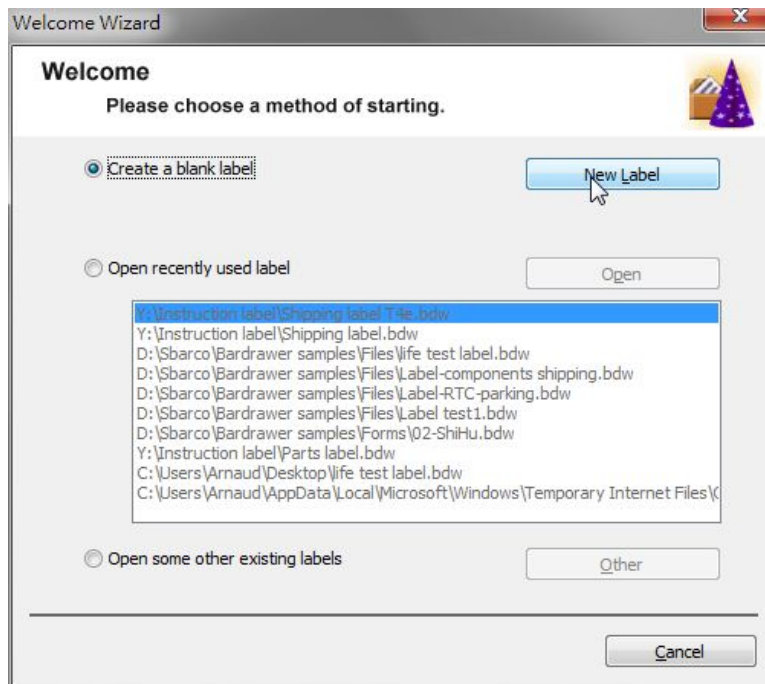 Welcome Wizard
Welcome
Please choose a method of starting.
Create a blank label
New Label
Open recently used label
Open
Y:\Instruction label\Shipping label T4e.bdw
Y:\Instruction label\Shipping label.bdw
D:\Sbarco\Bardrawer samples\Files\life test label.bdw
D:\Sbarco\Bardrawer samples\Files\Label-components shipping.bdw
D:\Sbarco\Bardrawer samples\Files\Label-RTC-parking.bdw
D:\Sbarco\Bardrawer samples\Files\Label test1.bdw
D:\Sbarco\Bardrawer samples\Forms\02-ShiHu.bdw
Y:\Instruction label\Parts label.bdw
C:\Users\Arnaud\Desktop\life test label.bdw
C:\Users\Arnaud\AppData\Local\Microsoft\Windows\Temporary Internet Files\
Open some other existing labels
Other
Cancel